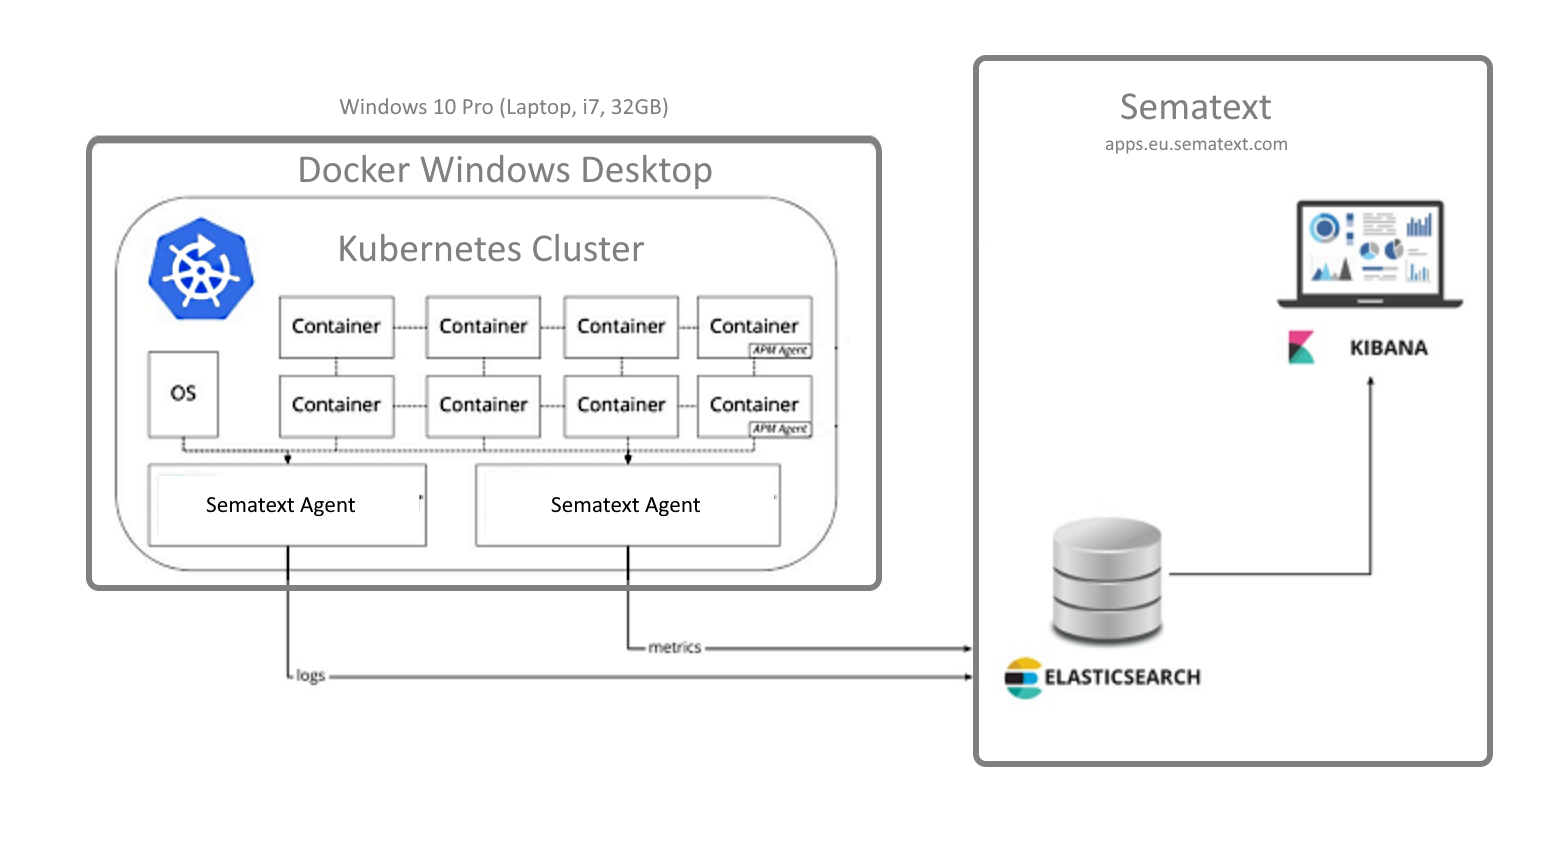 Windows 10 Pro (Laptop, i7, 32GB)
Docker Windows Desktop
Kubernetes Cluster
Container
Container
Container
Container
APM Agent
OS
Container
Container
Container
Container
APM Agent
Sematext Agent
Sematext Agent
metrics
logs
Sematext
apps.eu.sematext.com
KIBANA
ELASTICSEARCH